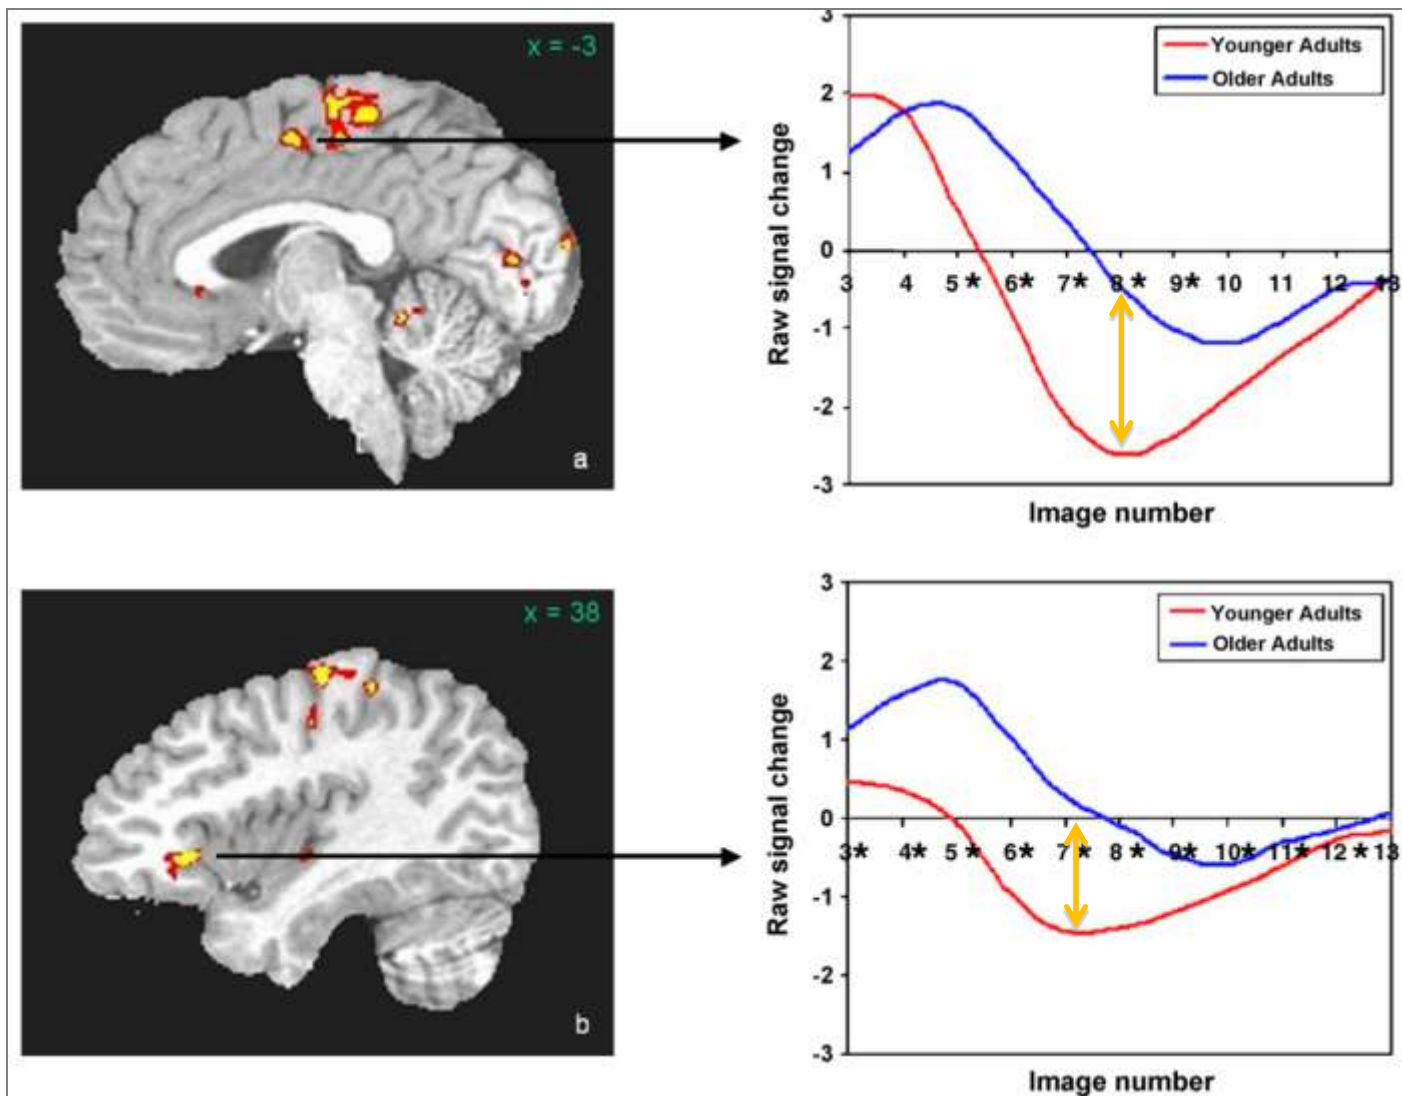 x = -3
a
3
2
1
0
-1
-2
-3
Raw signal change
Younger Adults
Older Adults
3 4 5* 6* 7* 8* 9* 10 11 12 13
Image number
x = 38
b
3
2
1
0
-1
-2
-3
Raw signal change
Younger Adults
Older Adults
3* 4* 5* 6* 7* 8* 9* 10* 11* 12* 13
Image number